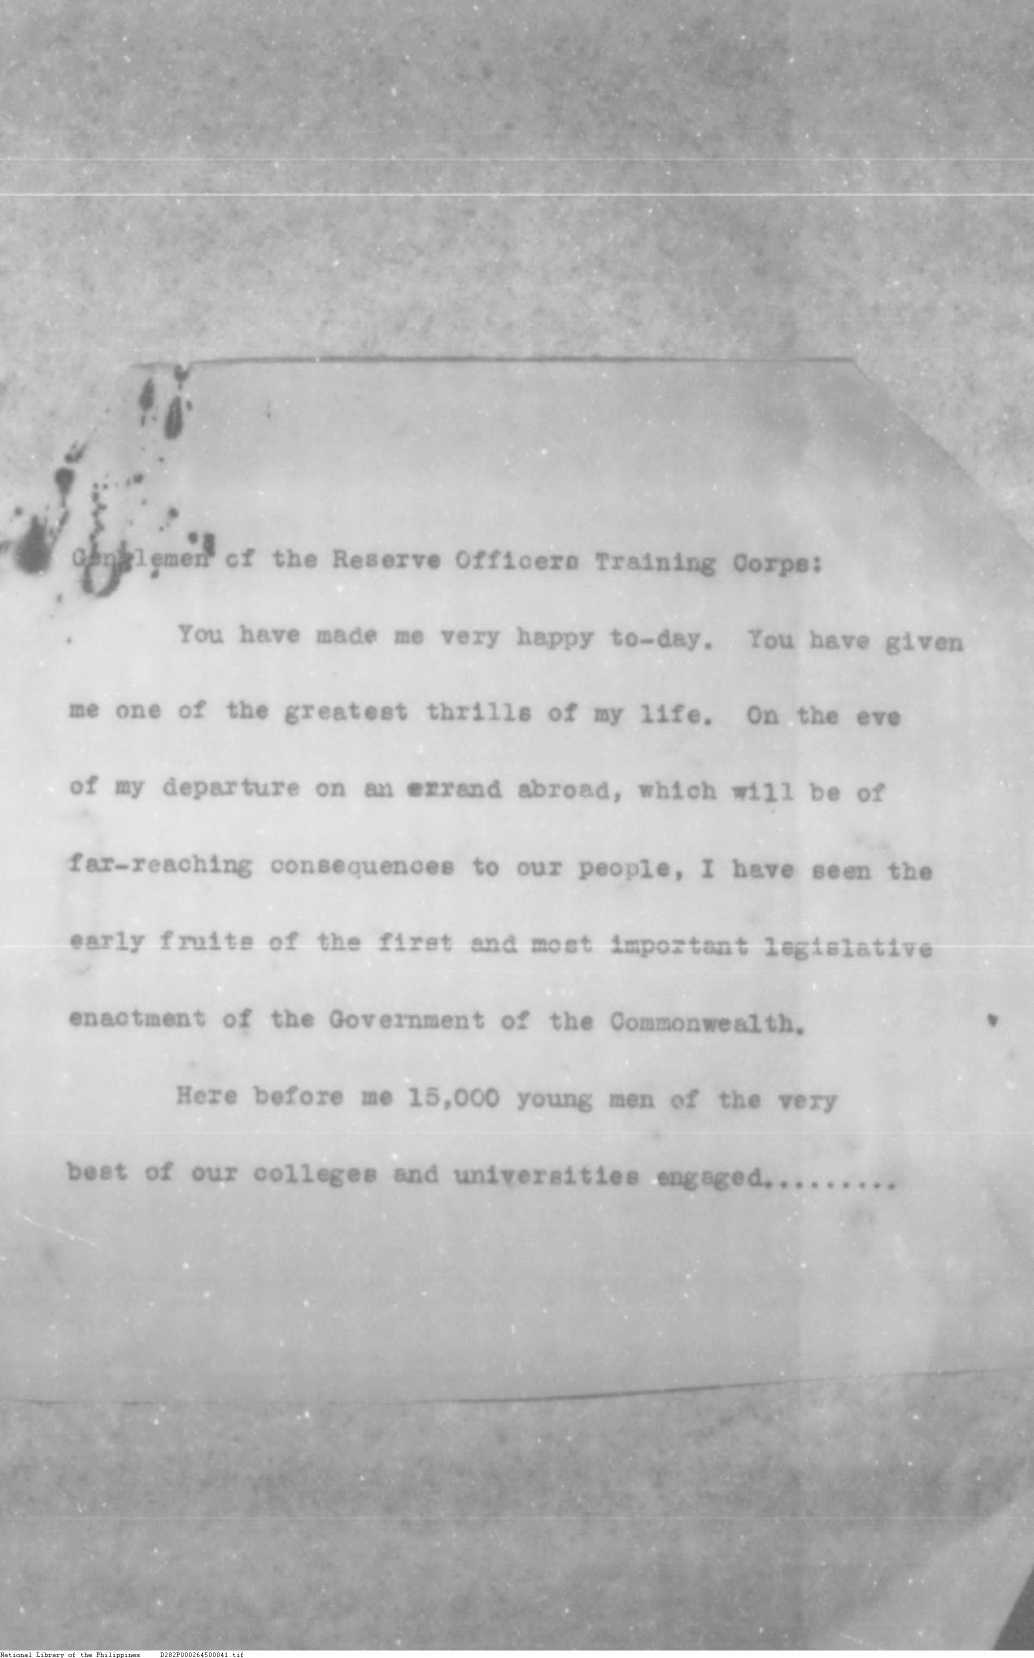 Gentlemen of the Reserve Officers Training Corps:
You have made me very happy to-day. You have given
me one of the greatest thrills of my life. On the eve
of my departure on an errand abroad, which will be of
far-reaching consequences to our people, I have seen the
early fruits of the first and most important legislative
enactment of the Government of the Commonwealth.
Here before me 15,000 young men of the very
best of our colleges and universities engaged.........
National Library of the Philippines D282P000264500041.tif